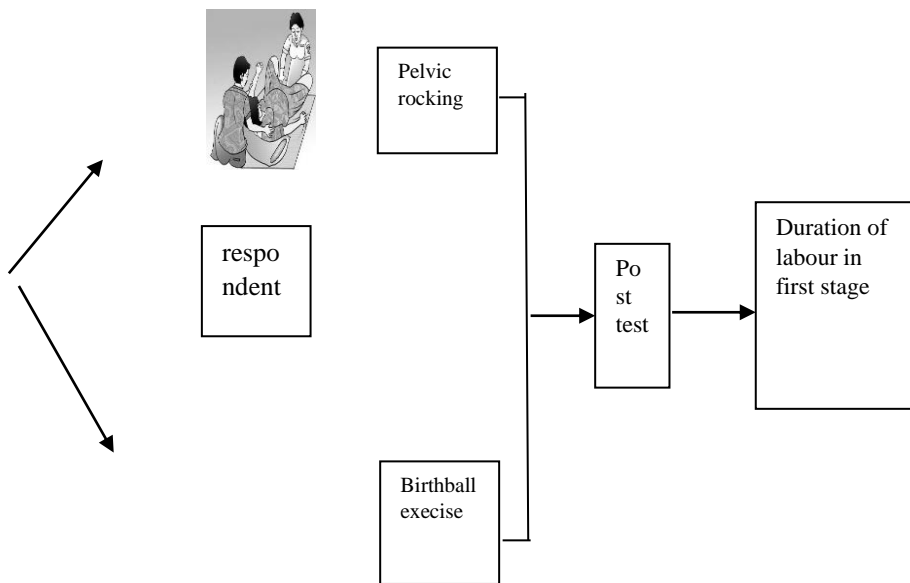 Pelvic
rocking
respo
ndent
Po
st
test
Duration of
labour in
first stage
Birthball
execise